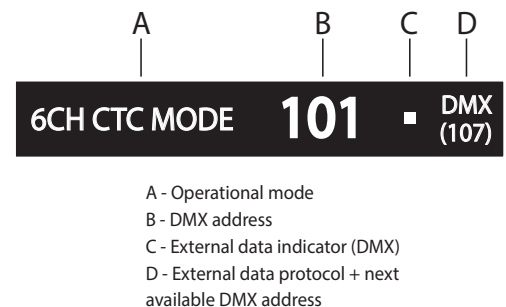 A B C D
6CH CTC MODE 101 DMX
(107)
A - Operational mode
B - DMX address
C - External data indicator (DMX)
D - External data protocol + next
available DMX address